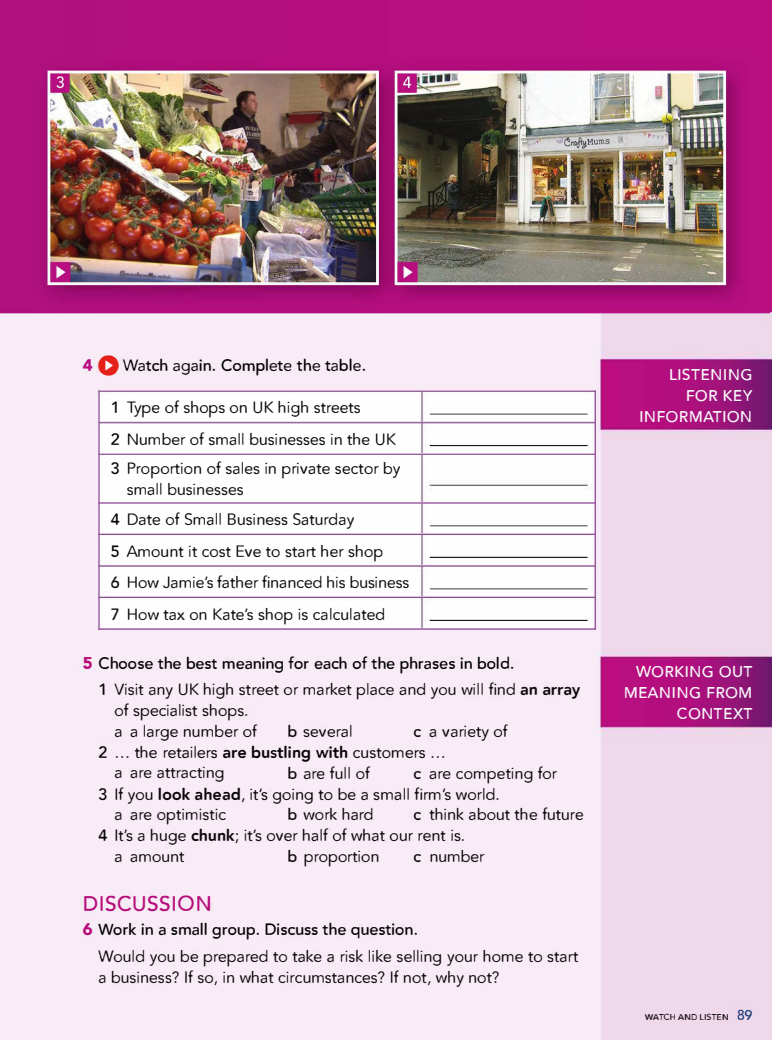 3
4
CraftyMums
4 Watch again. Complete the table.
LISTENING
FOR KEY
INFORMATION
1 Type of shops on UK high streets
2 Number of small businesses in the UK
3 Proportion of sales in private sector by
small businesses
4 Date of Small Business Saturday
5 Amount it cost Eve to start her shop
6 How Jamie's father financed his business
7 How tax on Kate's shop is calculated
5 Choose the best meaning for each of the phrases in bold.
WORKING OUT
MEANING FROM
CONTEXT
1 Visit any UK high street or market place and you will find an array
of specialist shops.
a a large number of b several c a variety of
2 … the retailers are bustling with customers …
a are attracting b are full of c are competing for
3 If you look ahead, it's going to be a small firm's world.
a are optimistic b work hard c think about the future
4 It's a huge chunk; it's over half of what our rent is.
a amount b proportion c number
DISCUSSION
6 Work in a small group. Discuss the question.
Would you be prepared to take a risk like selling your home to start
a business? If so, in what circumstances? If not, why not?
WATCH AND LISTEN 89